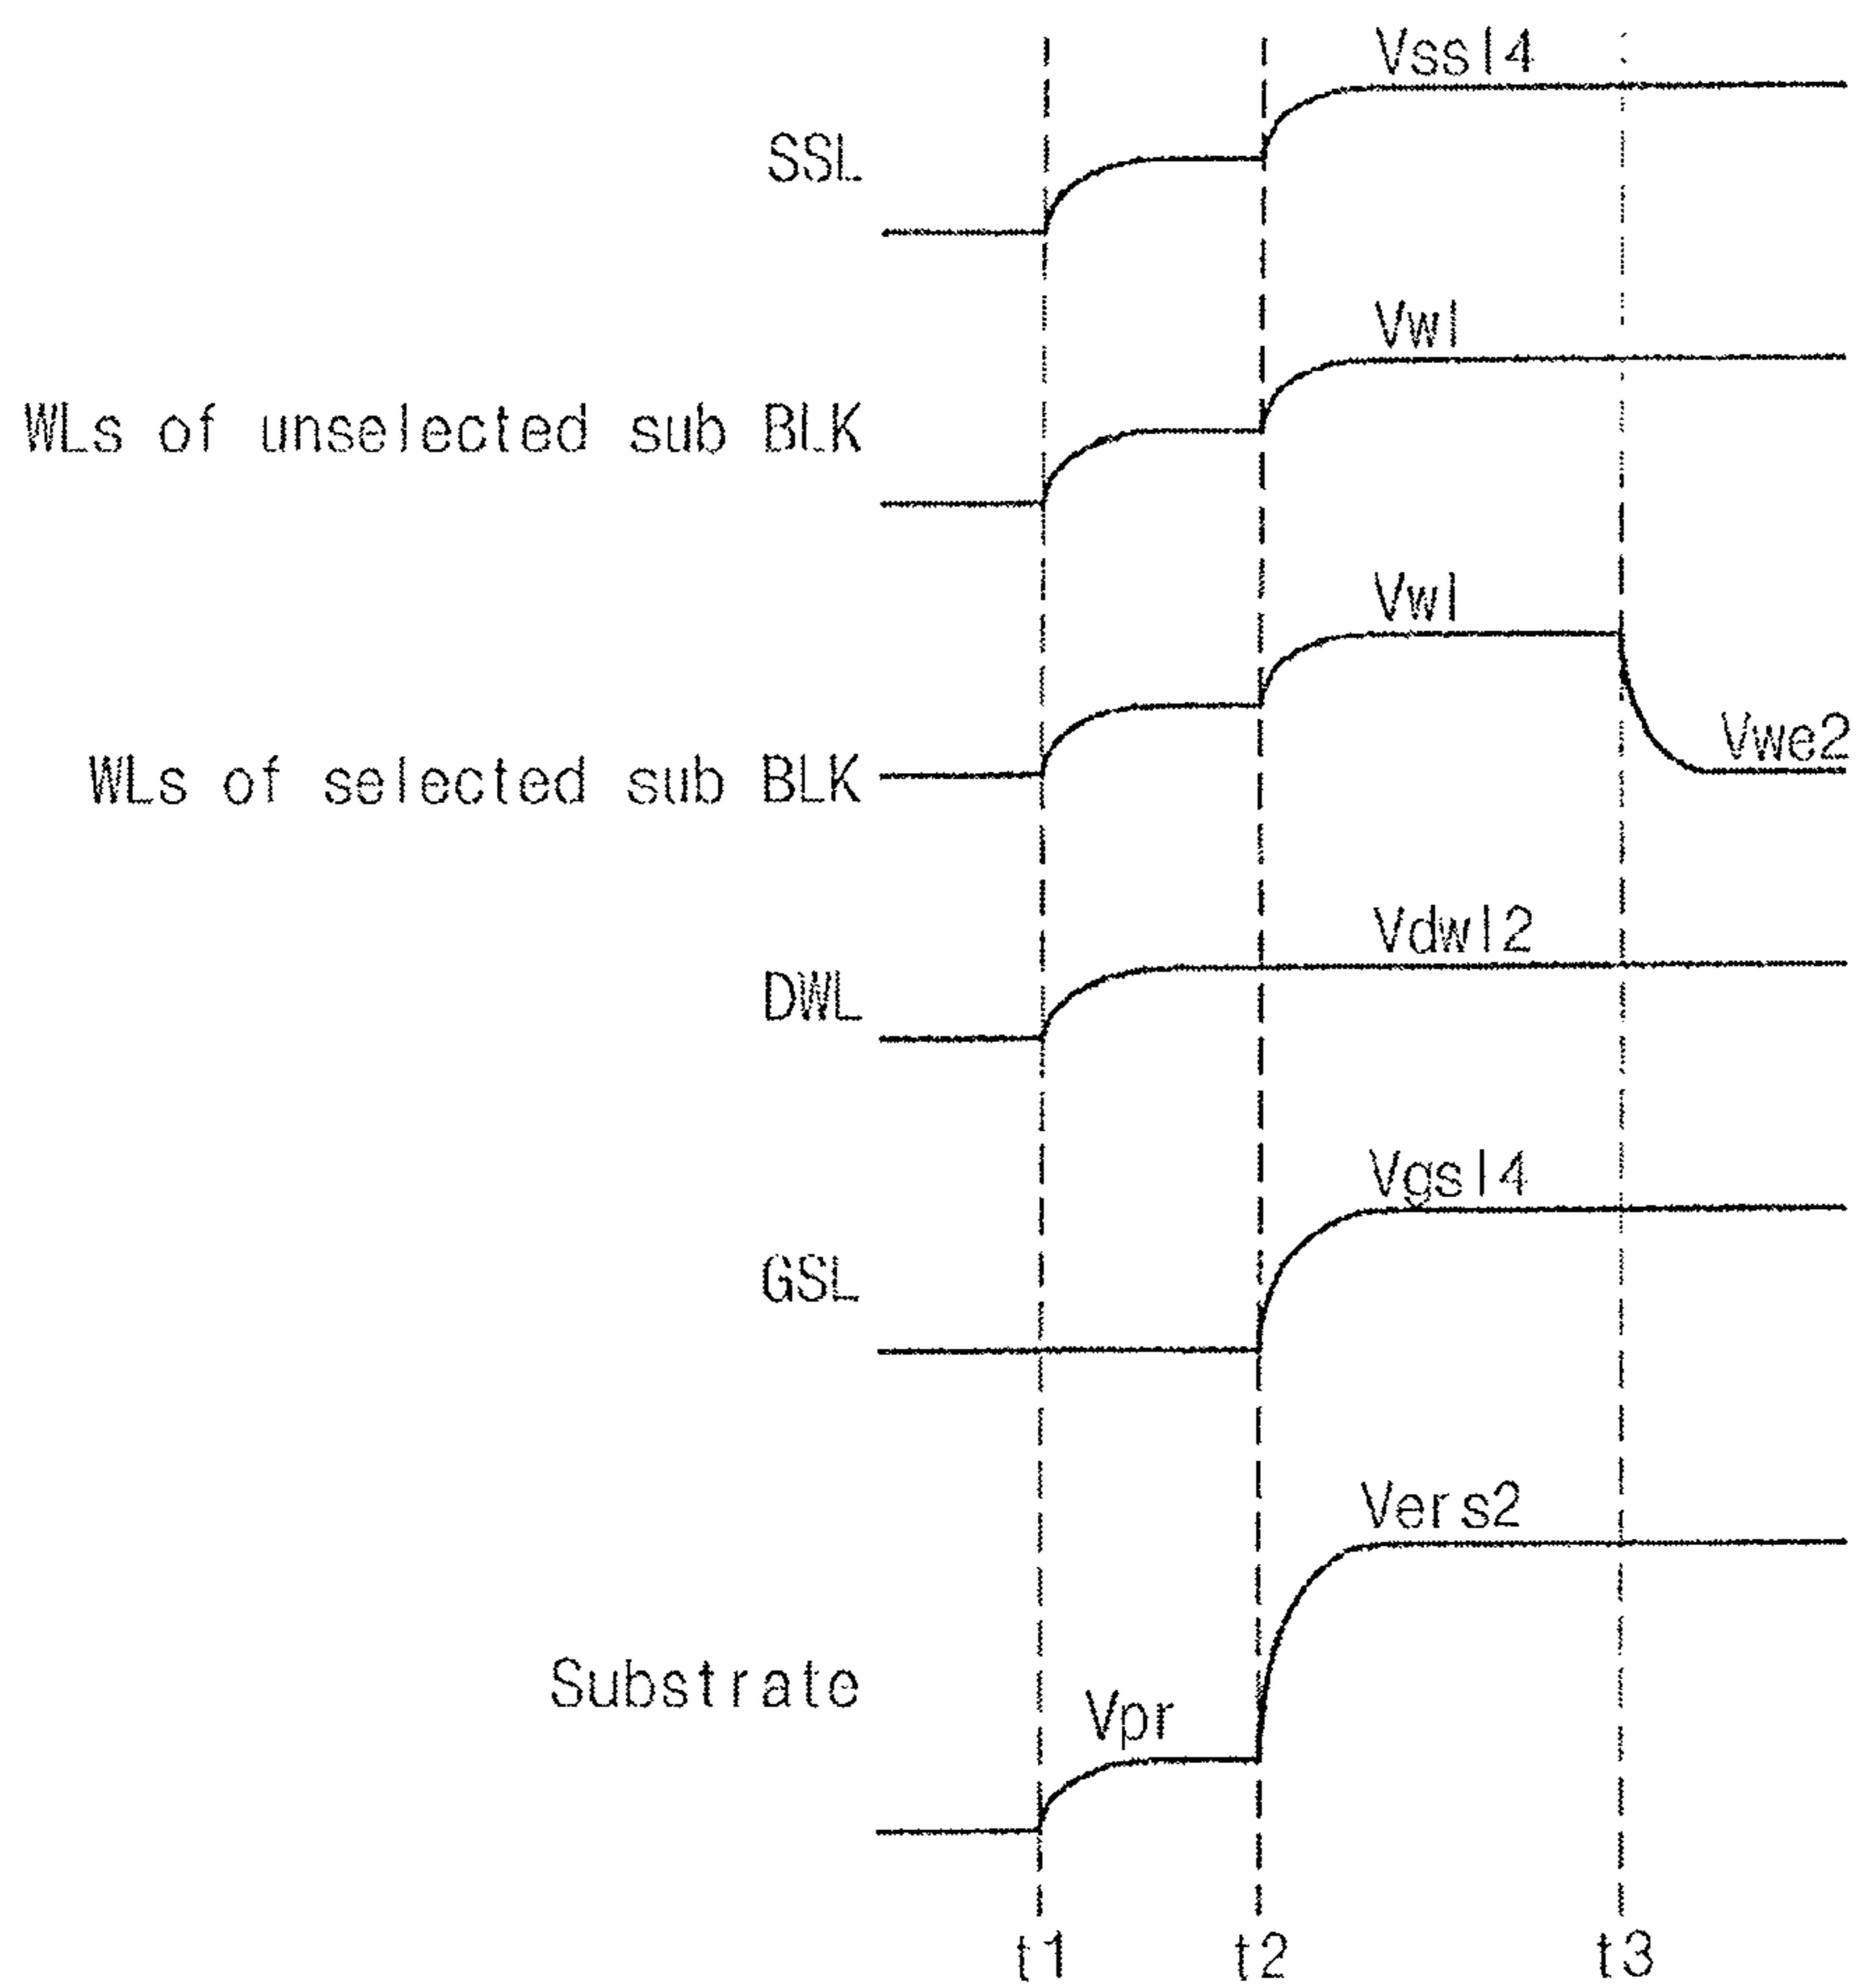 Vssl4
SSL
Vwl
WLs of unselected sub BLK
Vwl
Vwe2
WLs of selected sub BLK
Vdwl2
DWL
Vgsl4
GSL
Vers2
Substrate
Vpr
t1 t2 t3